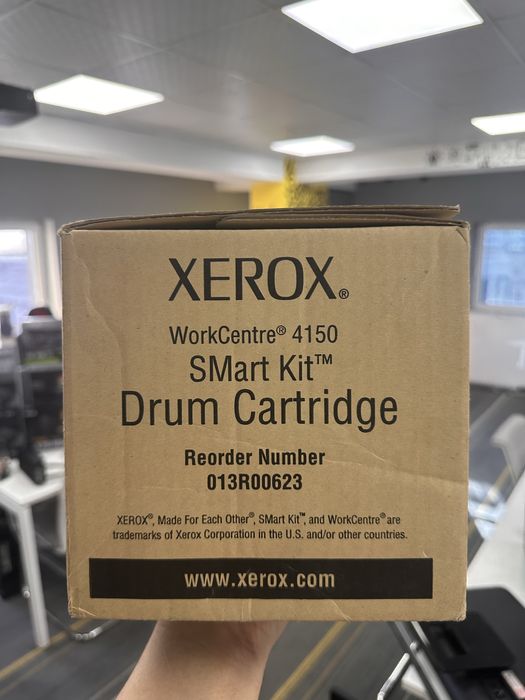 XEROX®
WorkCentre® 4150
SMart Kit™
Drum Cartridge
Reorder Number
013R00623
XEROX®, Made For Each Other®, SMart Kit™, and WorkCentre® are
trademarks of Xerox Corporation in the U.S. and/or other countries.
www.xerox.com